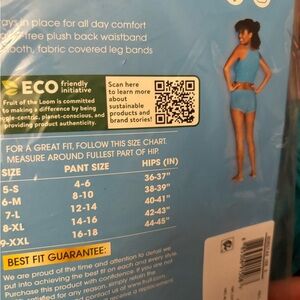 ays in place for all day comfort
-free plush back waistband
ooth, fabric covered leg bands
ECO friendly initiative
Fruit of the Loom is committed
to making a difference by being
ggie-centric, planet-conscious, and
providing product you love!
Scan here
to learn
more about
sustainable
products and
brand stories!
FOR A GREAT FIT, FOLLOW THIS SIZE CHART.
MEASURE AROUND FULLEST PART OF HIP
SIZE PANT SIZE HIPS (IN)
5-S 4-6 36-37"
6-M 8-10 38-39"
7-L 12-14 40-41"
8-XL 14-16 42-43"
9-XXL 16-18 44-45"
BEST FIT GUARANTEE:
We are proud of the time and attention to detail we
put into achieving the best fit on each and every style.
Purchase this product with confidence. If you are not
satisfied for any reason, simply return